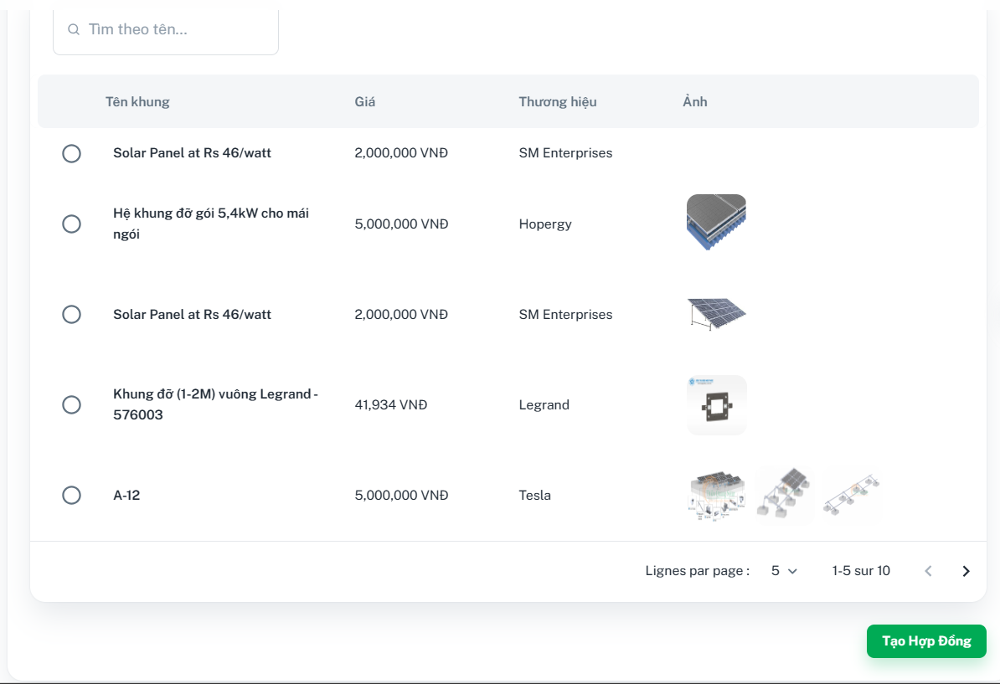 Tìm theo tên...
Tên khung Giá Thương hiệu Ảnh
Solar Panel at Rs 46/watt 2,000,000 VNĐ SM Enterprises
Hệ khung đỡ gói 5,4kW cho mái
ngói
5,000,000 VNĐ Hopergy
Solar Panel at Rs 46/watt 2,000,000 VNĐ SM Enterprises
Khung đỡ (1-2M) vuông Legrand -
576003
41,934 VNĐ Legrand
A-12 5,000,000 VNĐ Tesla
Lignes par page : 5 1-5 sur 10
Tạo Hợp Đồng